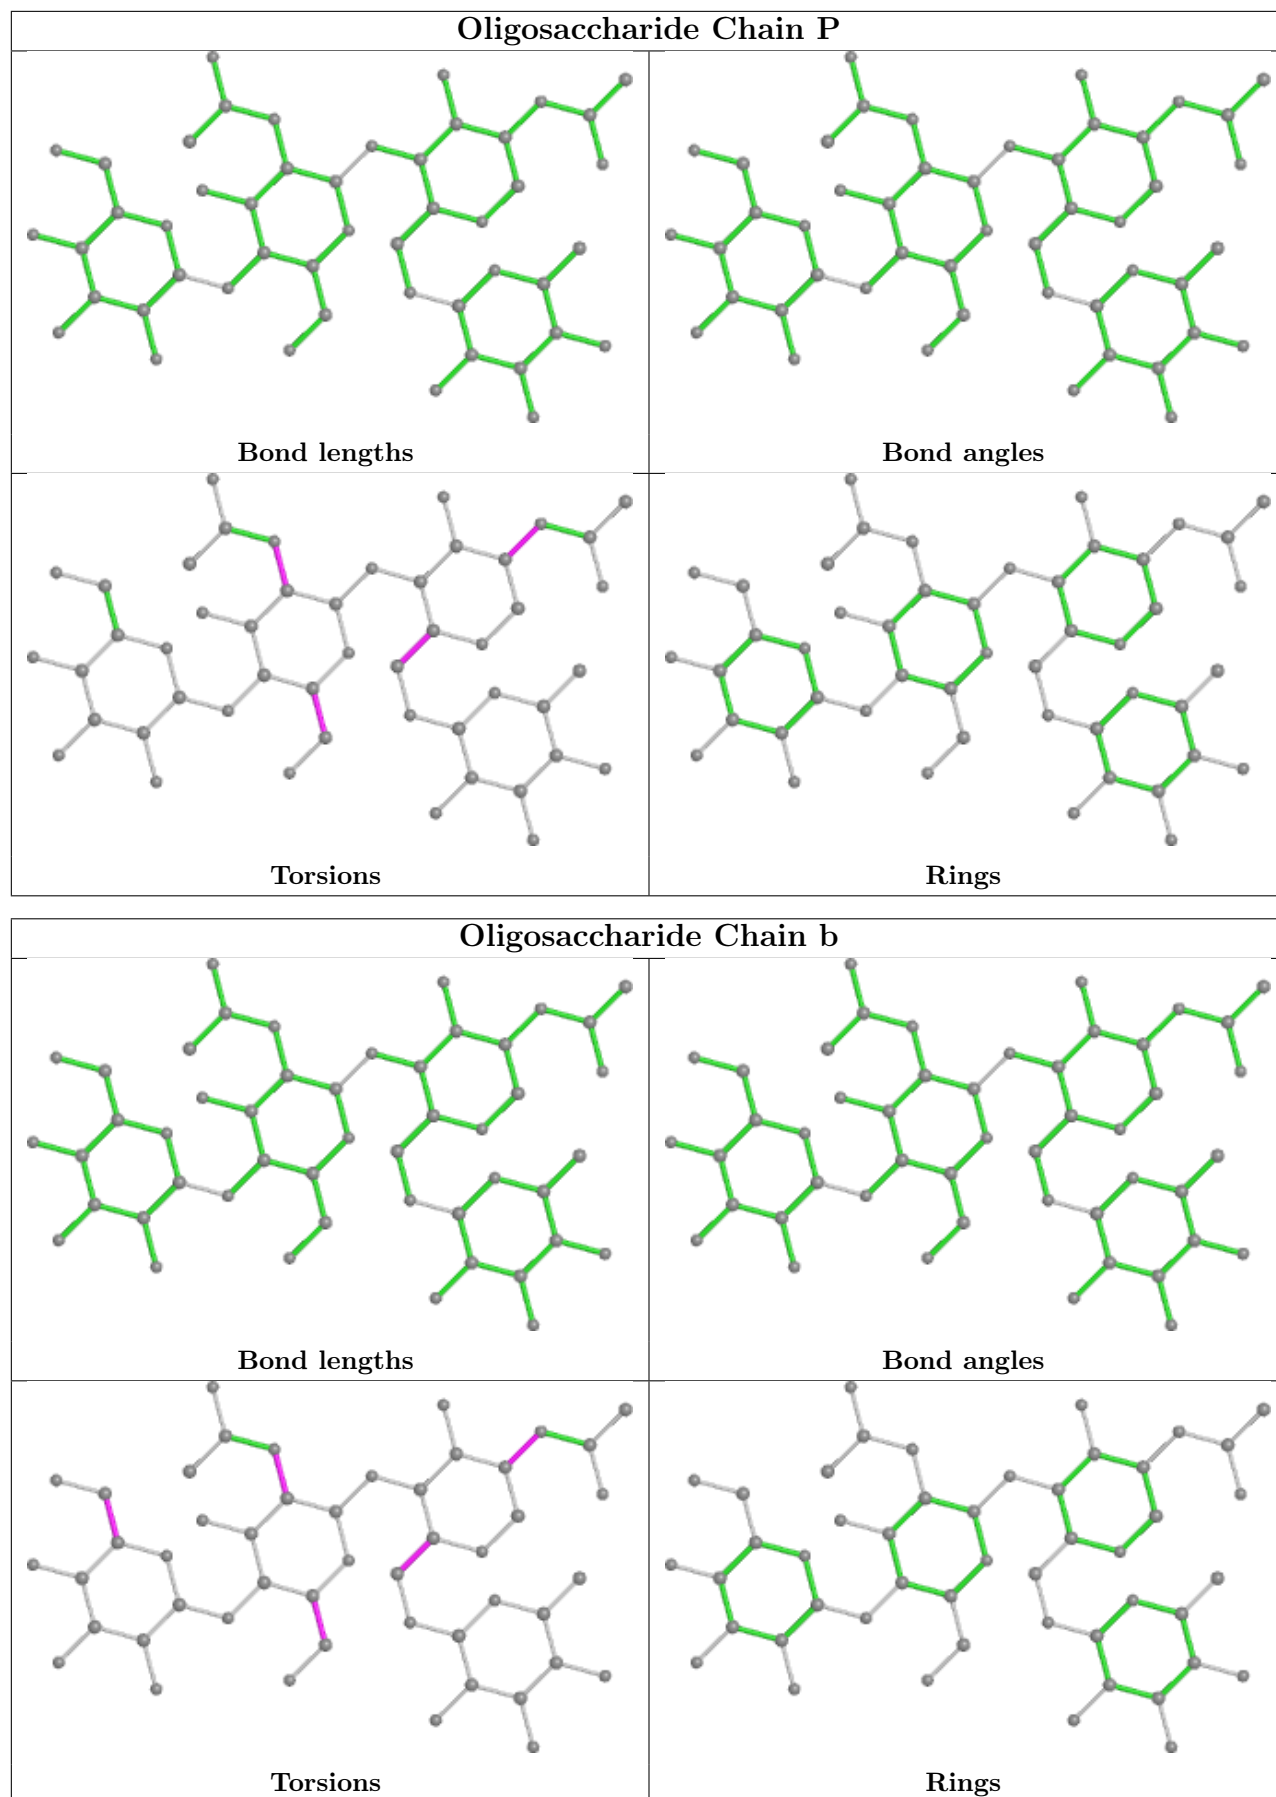 Oligosaccharide Chain P
Bond lengths
Bond angles
Torsions
Rings
Oligosaccharide Chain b
Bond lengths
Bond angles
Torsions
Rings